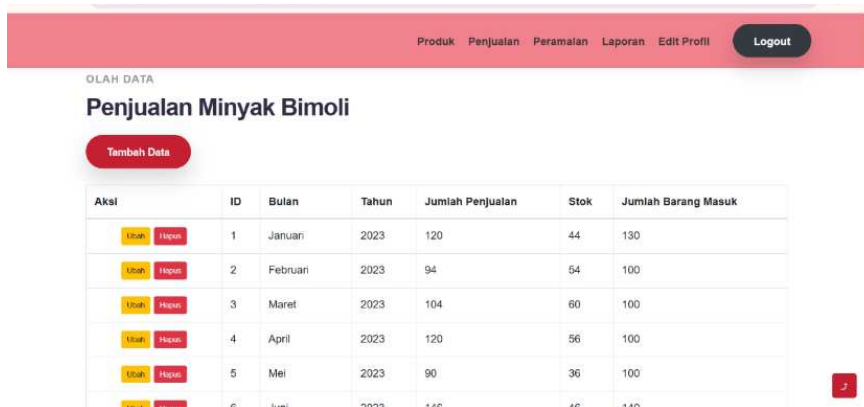 Produk Penjualan Peramalan Laporan Edit Profil Logout
OLAH DATA
Penjualan Minyak Bimoli
Tambah Data
Aksi ID Bulan Tahun Jumlah Penjualan Stok Jumlah Barang Masuk
Ubah Hapus 1 Januari 2023 120 44 130
Ubah Hapus 2 Februari 2023 94 54 100
Ubah Hapus 3 Maret 2023 104 60 100
Ubah Hapus 4 April 2023 120 56 100
Ubah Hapus 5 Mei 2023 90 36 100